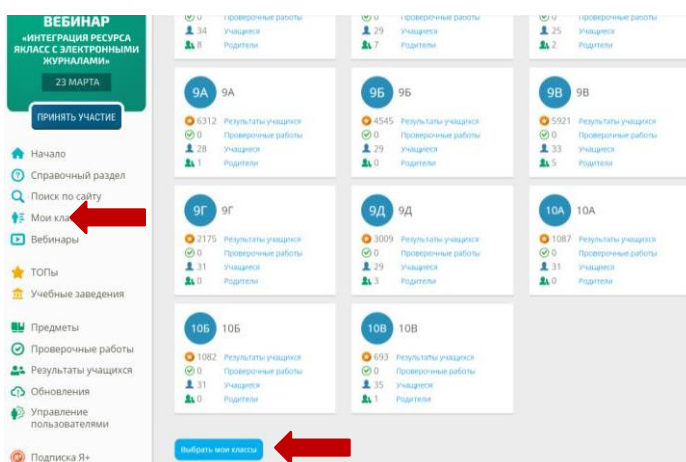 ВЕБИНАР
«ИНТЕГРАЦИЯ РЕСУРСА
ЯКЛАСС С ЭЛЕКТРОННЫМИ
ЖУРНАЛАМИ»
23 МАРТА
ПРИНЯТЬ УЧАСТИЕ
Начало
Справочный раздел
Поиск по сайту
Мои кла
Вебинары
ТОПы
Учебные заведения
Предметы
Проверочные работы
Результаты учащихся
Обновления
Управление
пользователями
Подписка Я+
0 Проверочные работы
34 Учащиеся
8 Родители
0 Проверочные работы
29 Учащиеся
7 Родители
0 Проверочные работы
25 Учащиеся
2 Родители
9А 9А
6312 Результаты учащихся
0 Проверочные работы
28 Учащиеся
1 Родители
9Б 9Б
4545 Результаты учащихся
0 Проверочные работы
29 Учащиеся
0 Родители
9В 9В
5921 Результаты учащихся
0 Проверочные работы
33 Учащиеся
5 Родители
9Г 9Г
2175 Результаты учащихся
0 Проверочные работы
31 Учащиеся
0 Родители
9Д 9Д
3009 Результаты учащихся
0 Проверочные работы
29 Учащиеся
3 Родители
10А 10А
1087 Результаты учащихся
0 Проверочные работы
31 Учащиеся
0 Родители
10Б 10Б
1082 Результаты учащихся
0 Проверочные работы
31 Учащиеся
0 Родители
10В 10В
693 Результаты учащихся
0 Проверочные работы
35 Учащиеся
1 Родители
Выбрать мои классы